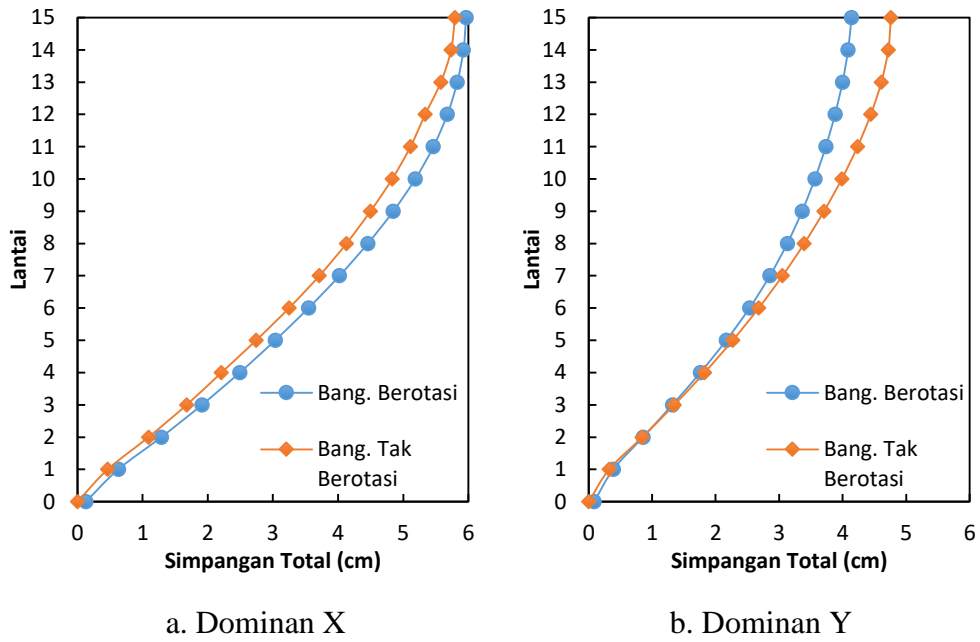 15
14
13
12
11
10
9
8
7
6
5
4
3
2
1
0
Lantai
Bang. Berotasi
Bang. Tak
Berotasi
0 1 2 3 4 5 6
Simpangan Total (cm)
a. Dominan X
15
14
13
12
11
10
9
8
7
6
5
4
3
2
1
0
Lantai
Bang. Berotasi
Bang. Tak
Berotasi
0 1 2 3 4 5 6
Simpangan Total (cm)
b. Dominan Y